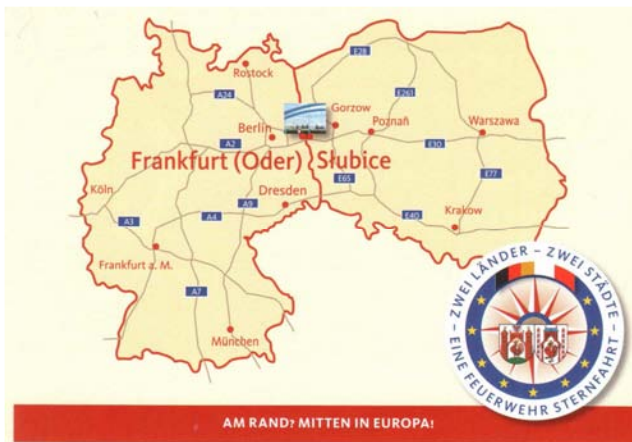 E28
Rostock
A24
E261
Gorzow
Berlin
Poznań
Warszawa
A2
E30
Frankfurt (Oder) Słubice
E65
E77
Köln
Dresden
A9
A3
A4
E40
Krakow
Frankfurt a. M.
A7
München
– ZWEI LÄNDER – ZWEI STÄDTE –
EINE FEUERWEHR STERNFAHRT
AM RAND? MITTEN IN EUROPA!